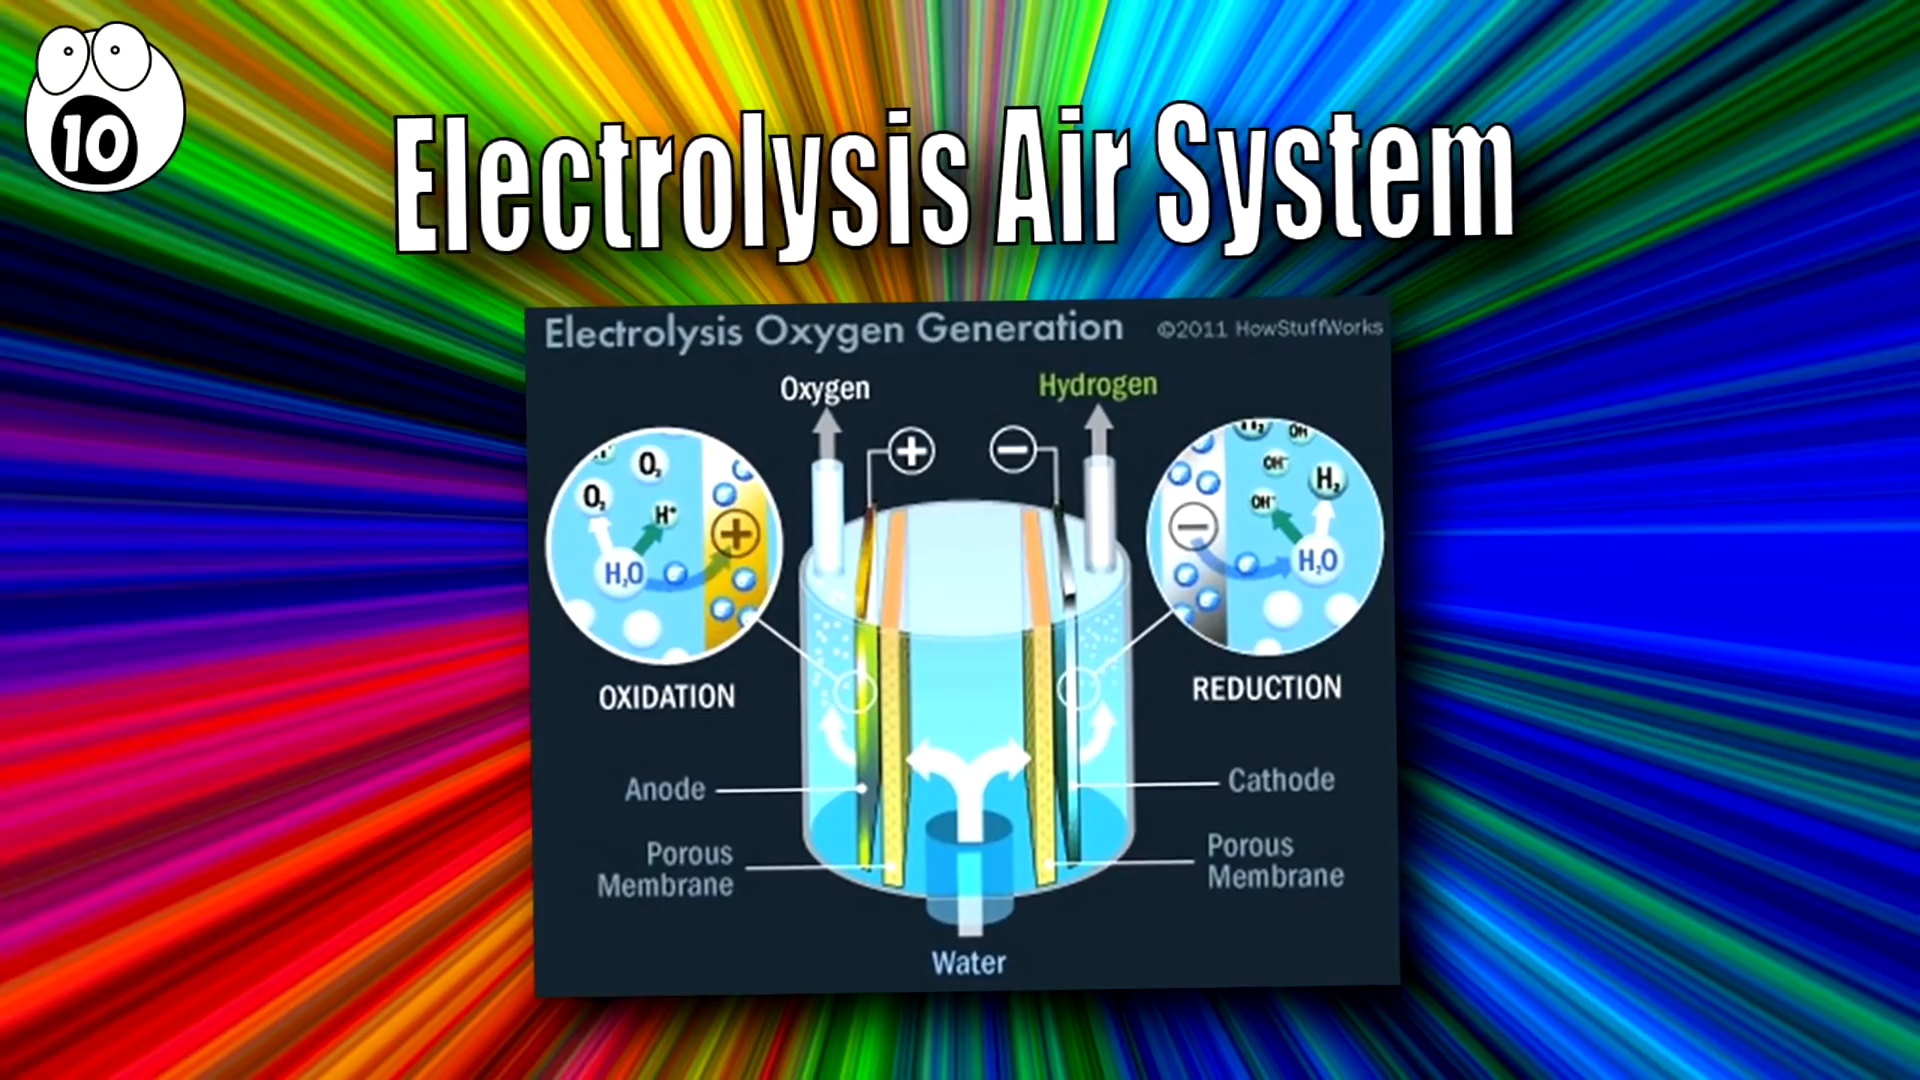 10
Electrolysis Air System
Electrolysis Oxygen Generation
©2011 HowStuffWorks
Oxygen
Hydrogen
+
−
O₂
O₂
H⁺
+
H₂O
OH⁻
OH⁻
H₂
OH⁻
−
H₂O
OXIDATION
REDUCTION
Anode
Cathode
Porous
Membrane
Porous
Membrane
Water